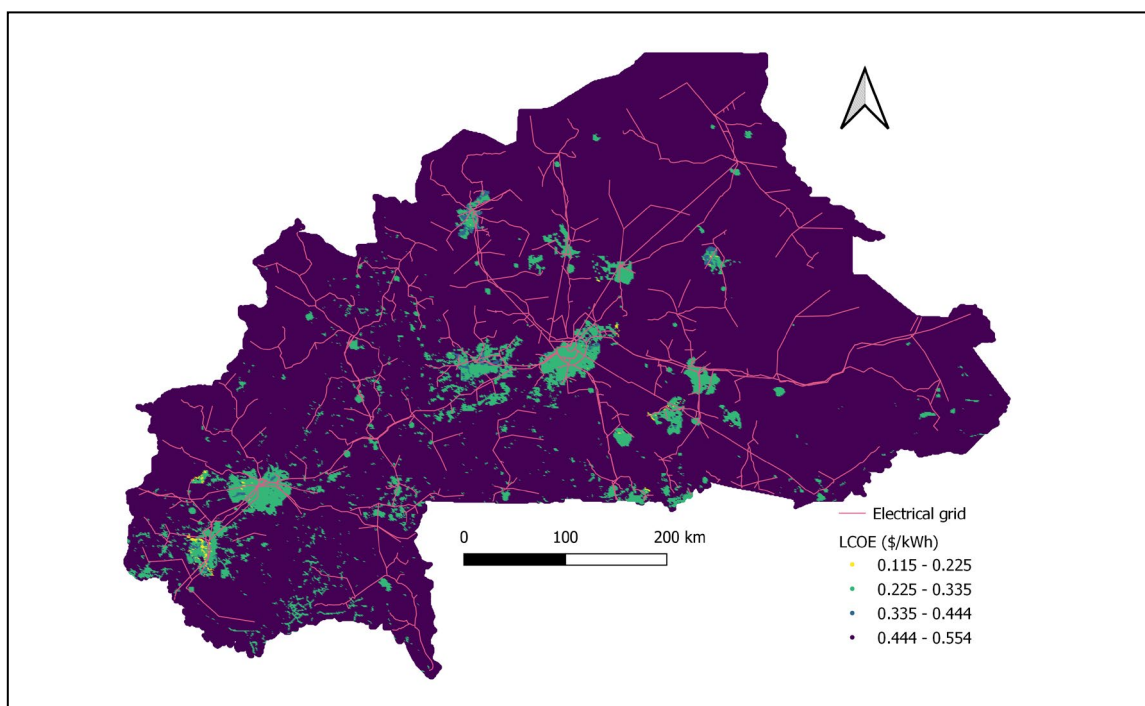 0 100 200 km
Electrical grid
LCOE ($/kWh)
0.115 - 0.225
0.225 - 0.335
0.335 - 0.444
0.444 - 0.554